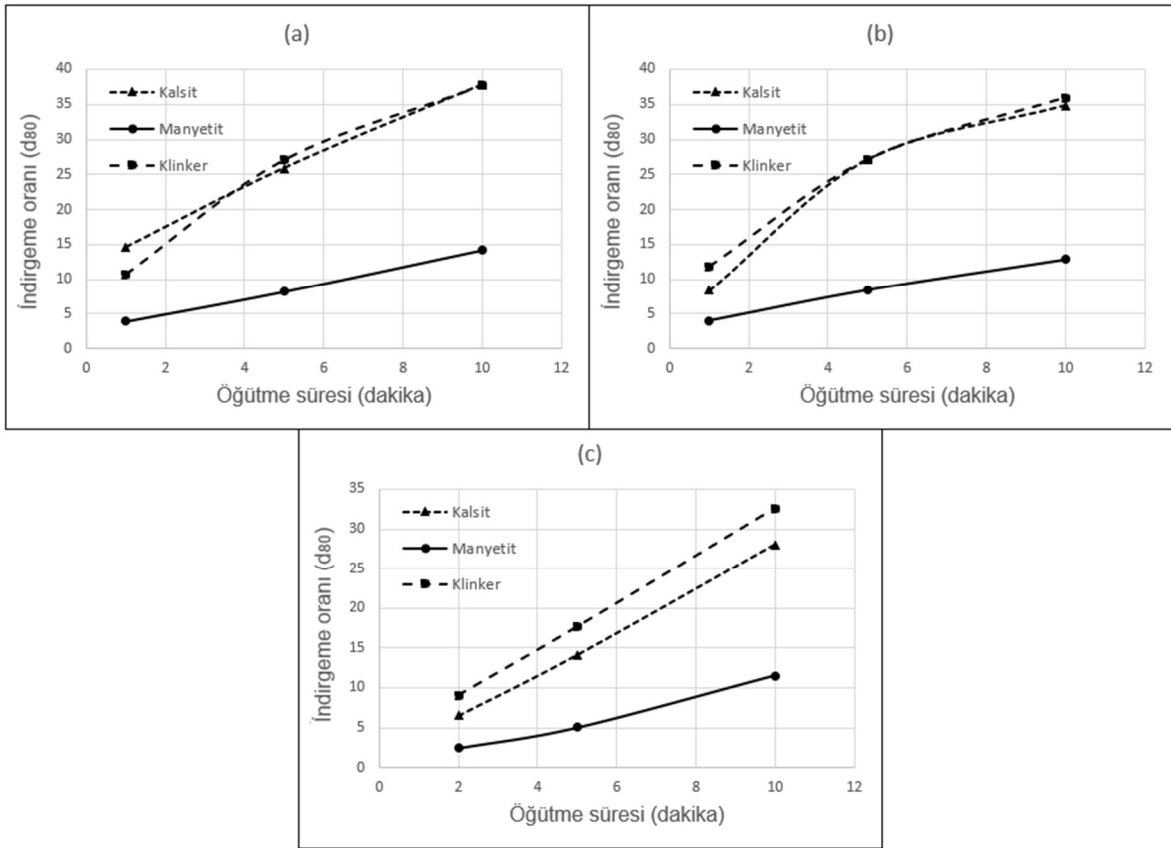 (a)
İndirgeme oranı (d80)
40
35
30
25
20
15
10
5
0
Kalsit
Manyetit
Klinker
0 2 4 6 8 10 12
Öğütme süresi (dakika)
(b)
İndirgeme oranı (d80)
40
35
30
25
20
15
10
5
0
Kalsit
Manyetit
Klinker
0 2 4 6 8 10 12
Öğütme süresi (dakika)
(c)
İndirgeme oranı (d80)
35
30
25
20
15
10
5
0
Kalsit
Manyetit
Klinker
0 2 4 6 8 10 12
Öğütme süresi (dakika)